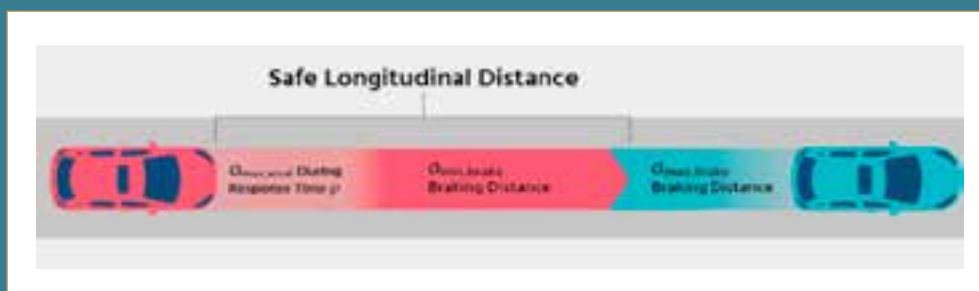 Safe Longitudinal Distance
During
Response Time ρ
Braking Distance
Braking Distance